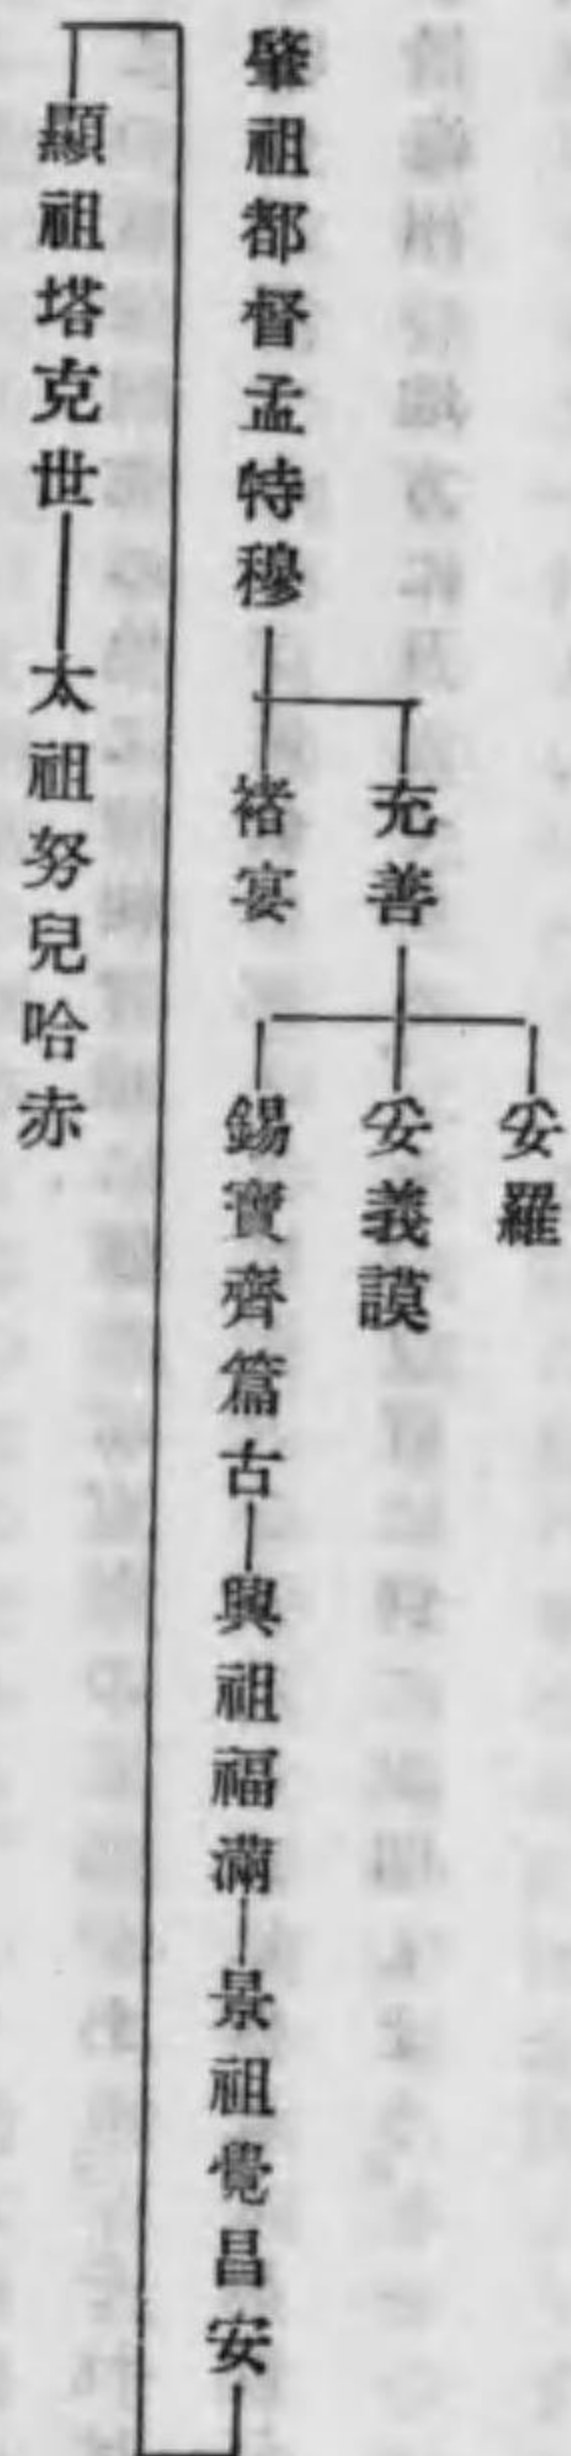 妥羅
充善
妥義謨
肇祖都督孟特穆
褚宴
錫寶齊篇古
興祖福滿
景祖覺昌安
顯祖塔克世
太祖努兒哈赤